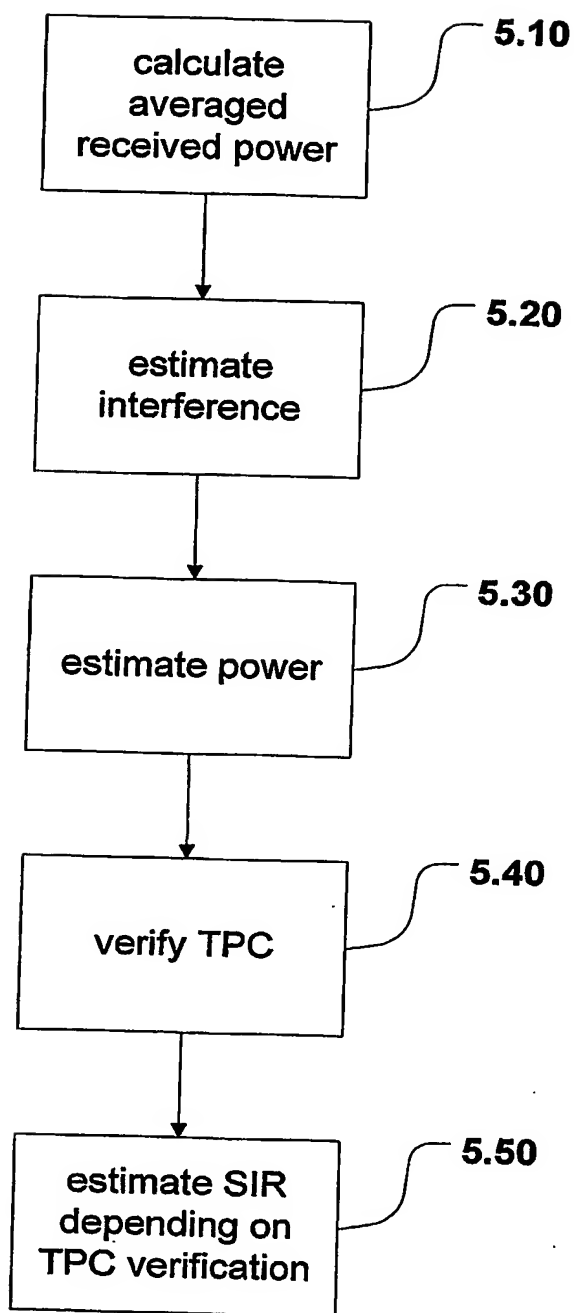 5.10
calculate
averaged
received power
5.20
estimate
interference
5.30
estimate power
5.40
verify TPC
5.50
estimate SIR
depending on
TPC verification